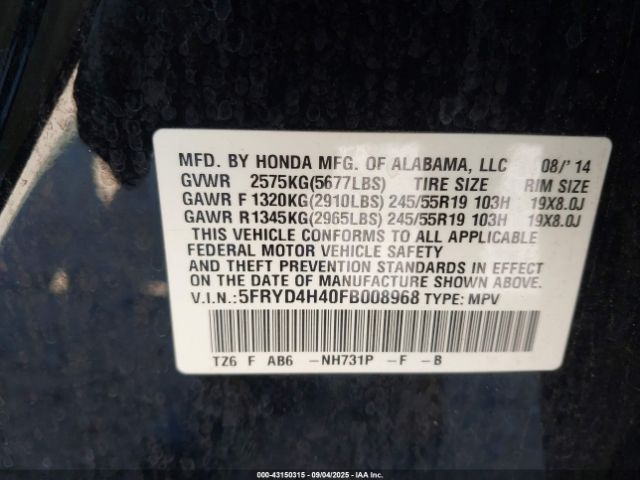 MFD. BY HONDA MFG. OF ALABAMA, LLC 08/'14
GVWR 2575KG(5677LBS) TIRE SIZE RIM SIZE
GAWR F 1320KG(2910LBS) 245/55R19 103H 19X8.0J
GAWR R 1345KG(2965LBS) 245/55R19 103H 19X8.0J
THIS VEHICLE CONFORMS TO ALL APPLICABLE
FEDERAL MOTOR VEHICLE SAFETY
AND THEFT PREVENTION STANDARDS IN EFFECT
ON THE DATE OF MANUFACTURE SHOWN ABOVE.
V.I.N.: 5FRYD4H40FB008968 TYPE: MPV
TZ6 F AB6 -NH731P -F -B
000-43150315 - 09/04/2025 - IAA Inc.